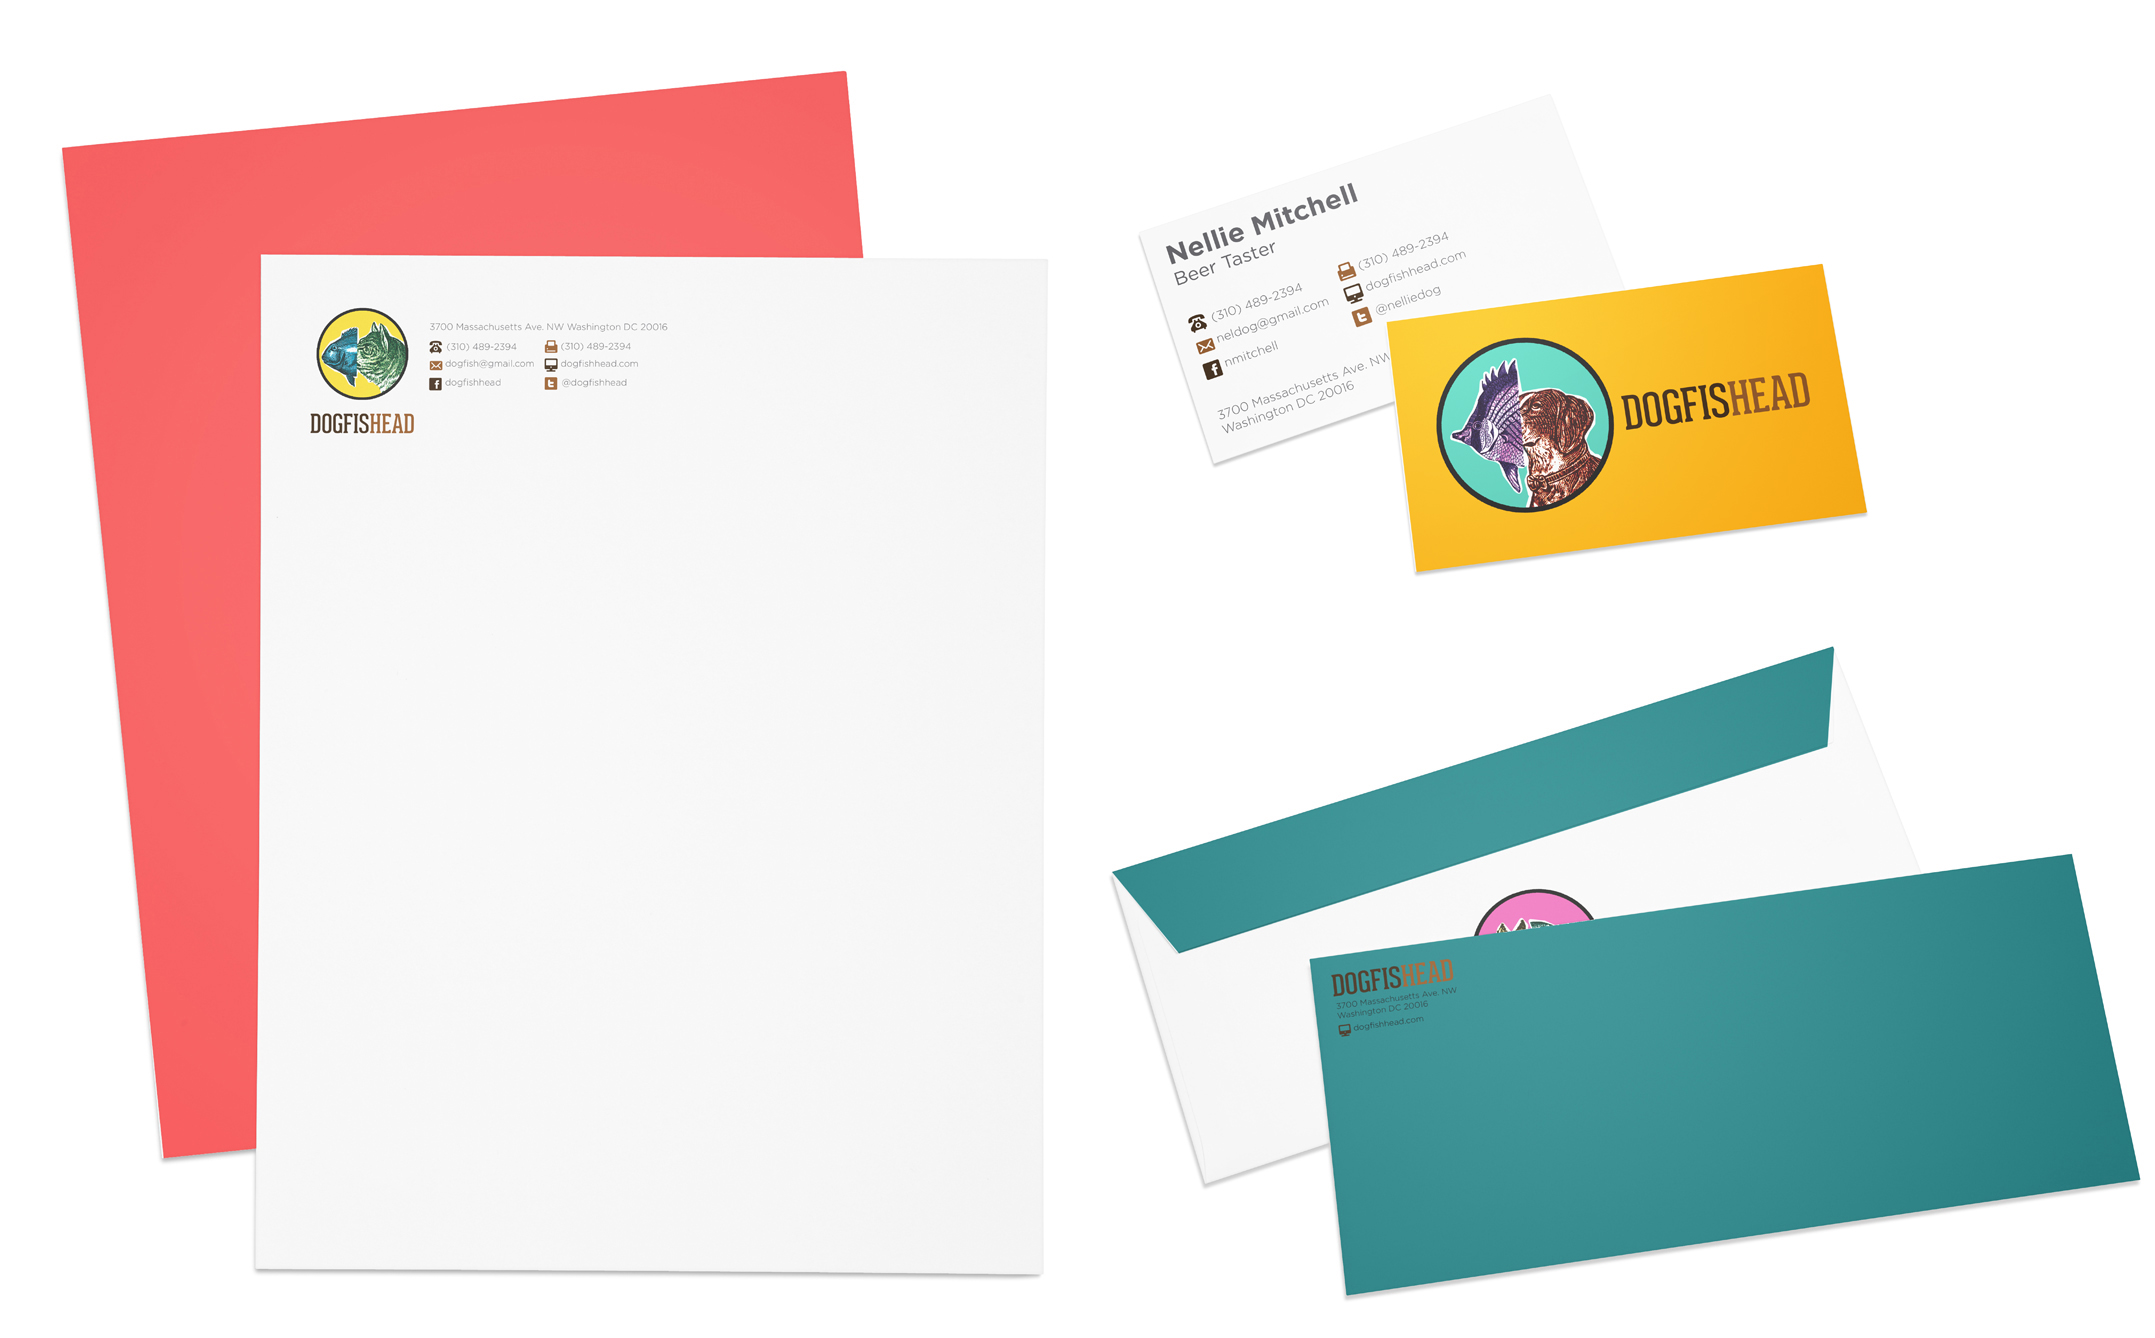 3700 Massachusetts Ave. NW Washington DC 20016
(310) 489-2394 (310) 489-2394
dogfish@gmail.com dogfishhead.com
dogfishhead @dogfishhead
DOGFISHEAD
Nellie Mitchell
Beer Taster
(310) 489-2394
neldog@gmail.com
nmitchell
(310) 489-2394
dogfishhead.com
@nelliedog
3700 Massachusetts Ave. NW
Washington DC 20016
DOGFISHEAD
DOGFISHEAD
3700 Massachusetts Ave. NW
Washington DC 20016
dogfishhead.com